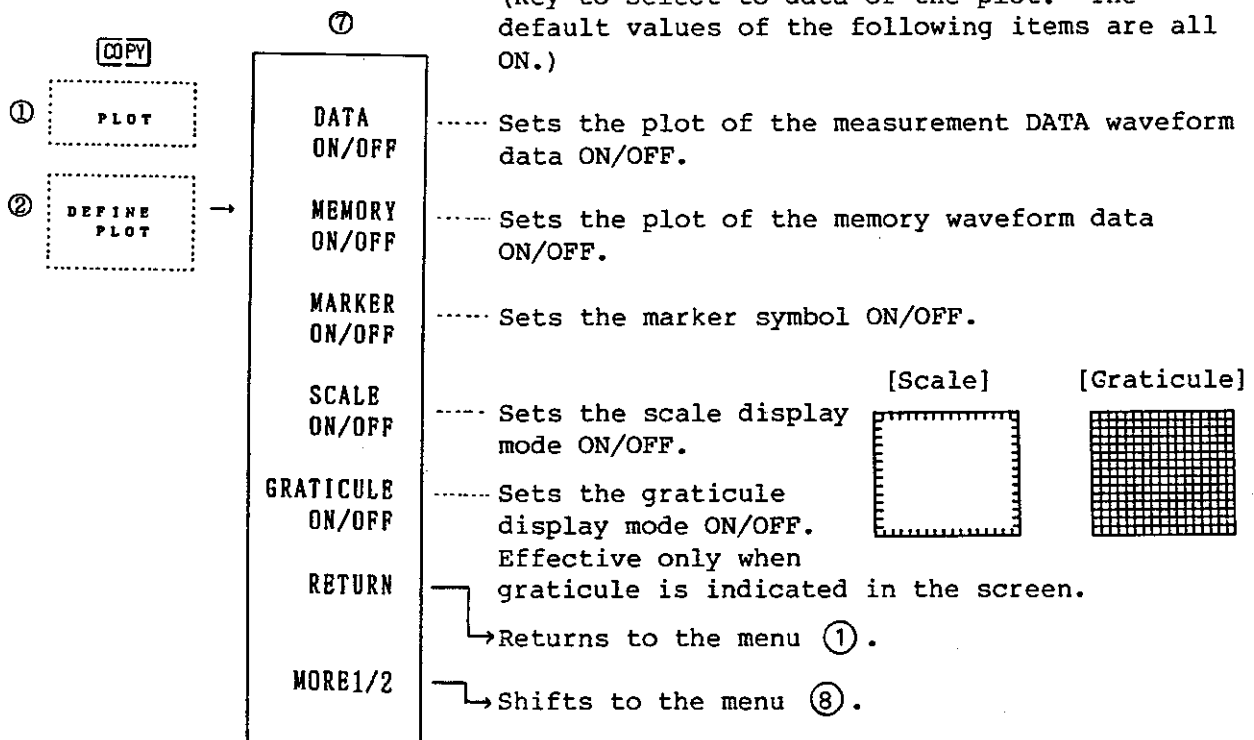 (Key to select to data of the plot. The
default values of the following items are all
ON.)
⑦
COPY
① PLOT
② DEFINE
PLOT
→
DATA
ON/OFF
Sets the plot of the measurement DATA waveform
data ON/OFF.
MEMORY
ON/OFF
Sets the plot of the memory waveform data
ON/OFF.
MARKER
ON/OFF
Sets the marker symbol ON/OFF.
SCALE
ON/OFF
Sets the scale display
mode ON/OFF.
[Scale] [Graticule]
GRATICULE
ON/OFF
Sets the graticule
display mode ON/OFF.
Effective only when
graticule is indicated in the screen.
RETURN
Returns to the menu ①.
MORE1/2
Shifts to the menu ⑧.